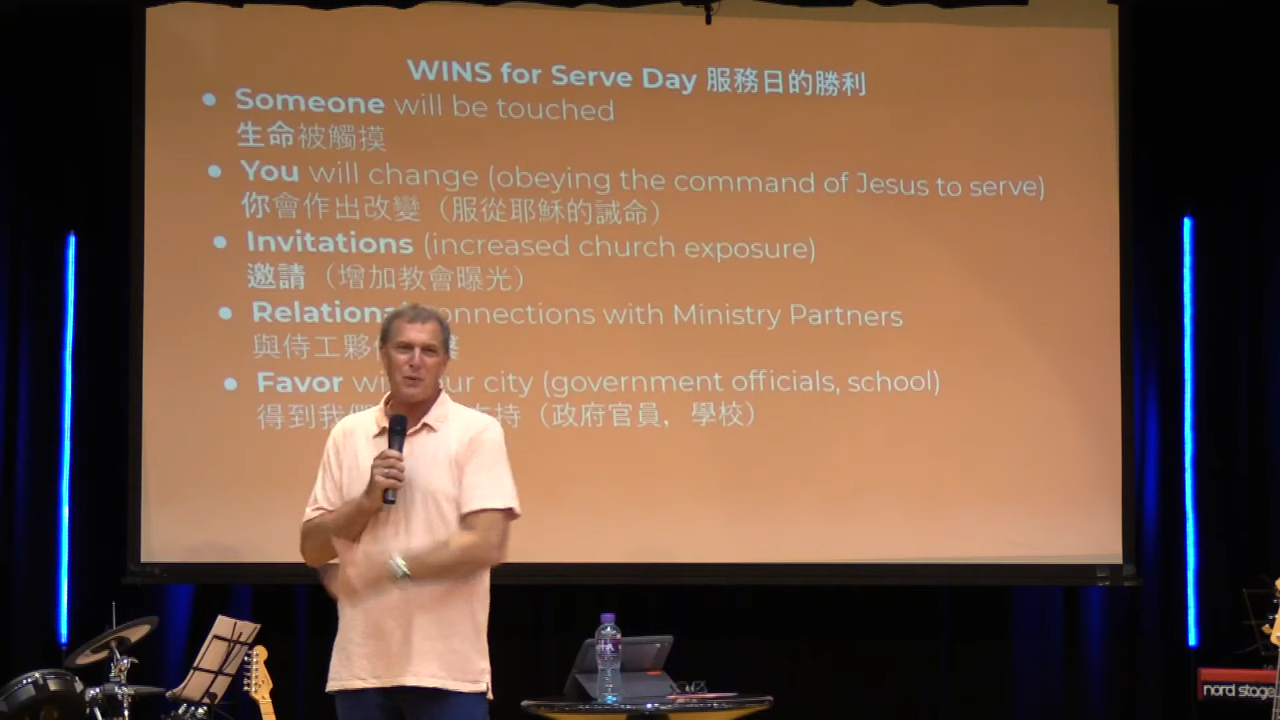 WINS for Serve Day 服務日的勝利
• Someone will be touched
生命被觸摸
• You will change (obeying the command of Jesus to serve)
你會作出改變（服從耶穌的誡命）
• Invitations (increased church exposure)
邀請（增加教會曝光）
• Relational connections with Ministry Partners
與侍工夥
• Favor our city (government officials, school)
得到我 支持（政府官員，學校）
nord stage